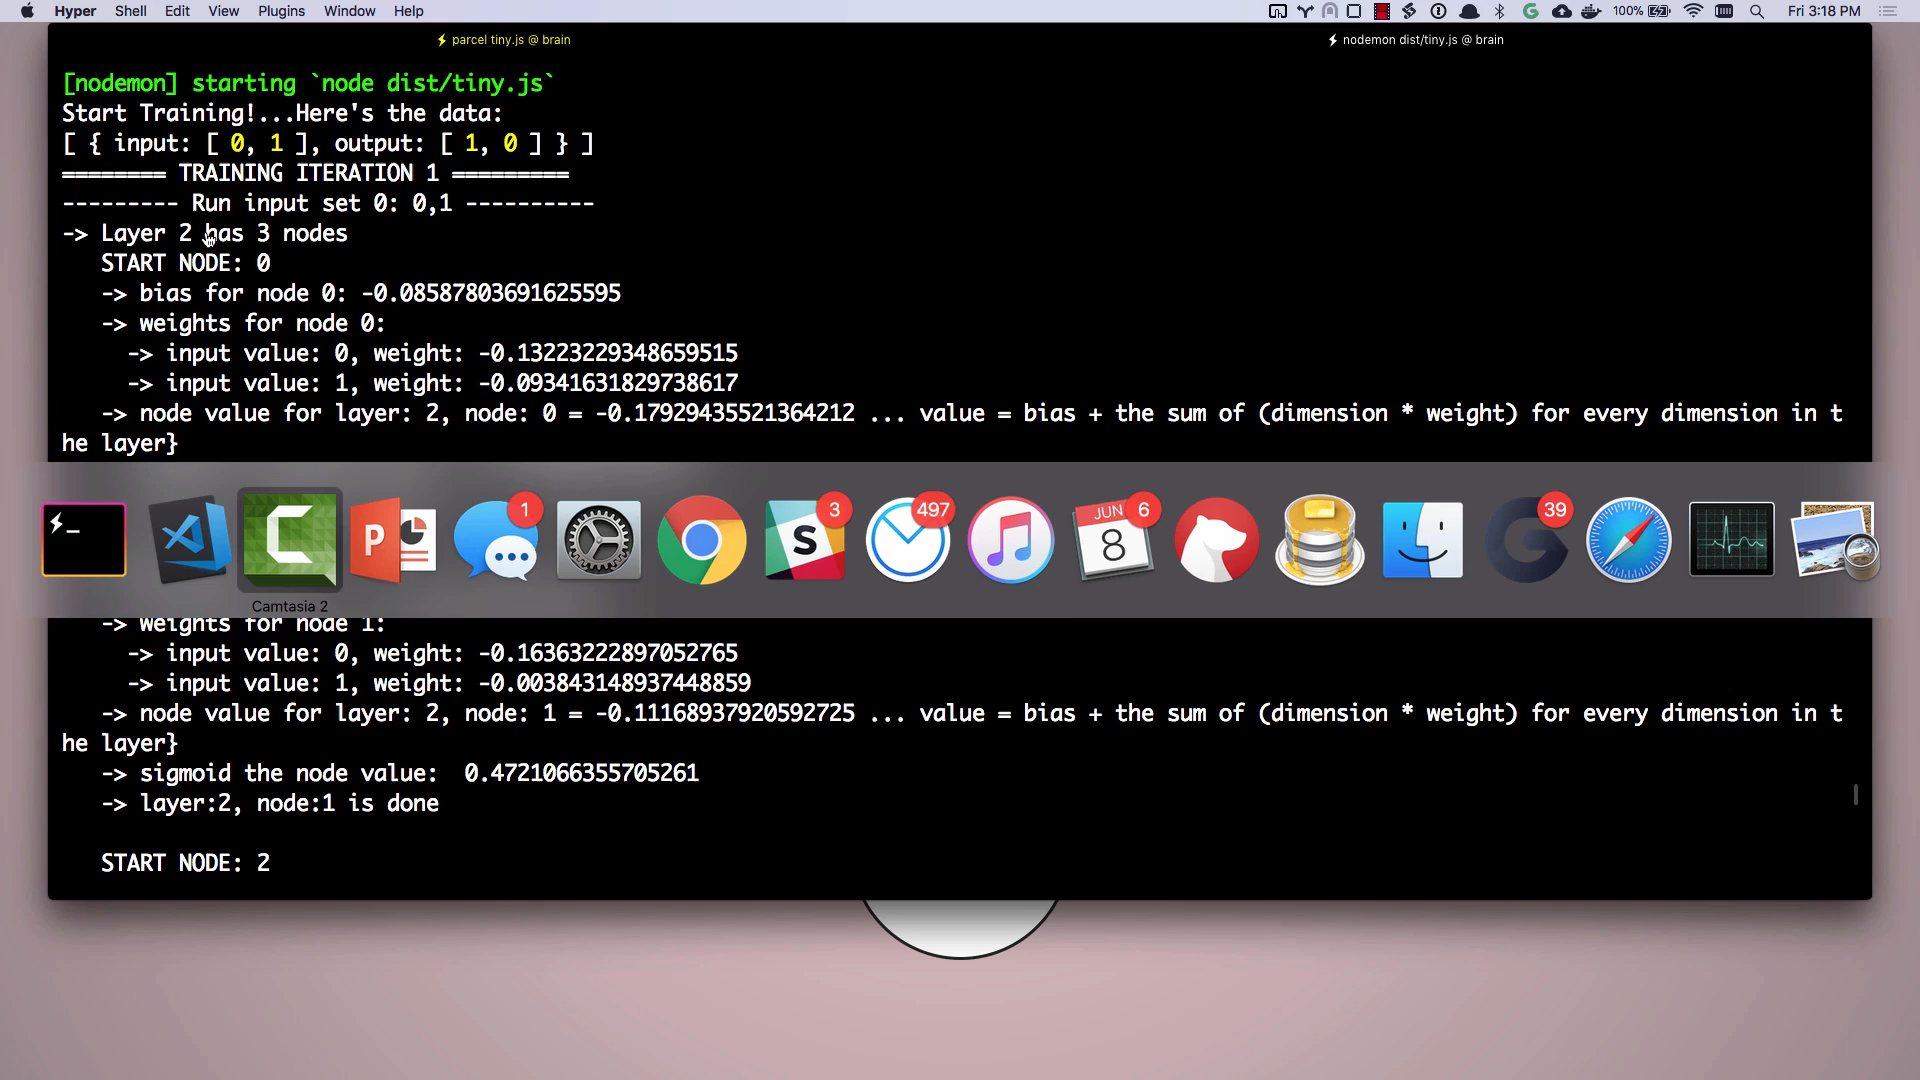 Hyper Shell Edit View Plugins Window Help 100% Fri 3:18 PM
parcel tiny.js @ brain nodemon dist/tiny.js @ brain
[nodemon] starting `node dist/tiny.js`
Start Training!...Here's the data:
[ { input: [ 0, 1 ], output: [ 1, 0 ] } ]
======== TRAINING ITERATION 1 =========
--------- Run input set 0: 0,1 ----------
-> Layer 2 has 3 nodes
START NODE: 0
-> bias for node 0: -0.08587803691625595
-> weights for node 0:
-> input value: 0, weight: -0.13223229348659515
-> input value: 1, weight: -0.09341631829738617
-> node value for layer: 2, node: 0 = -0.17929435521364212 ... value = bias + the sum of (dimension * weight) for every dimension in t
he layer}
1 3 497 JUN 6 39
P S 8
Camtasia 2
-> weights for node 1:
-> input value: 0, weight: -0.16363222897052765
-> input value: 1, weight: -0.003843148937448859
-> node value for layer: 2, node: 1 = -0.11168937920592725 ... value = bias + the sum of (dimension * weight) for every dimension in t
he layer}
-> sigmoid the node value:  0.4721066355705261
-> layer:2, node:1 is done
START NODE: 2